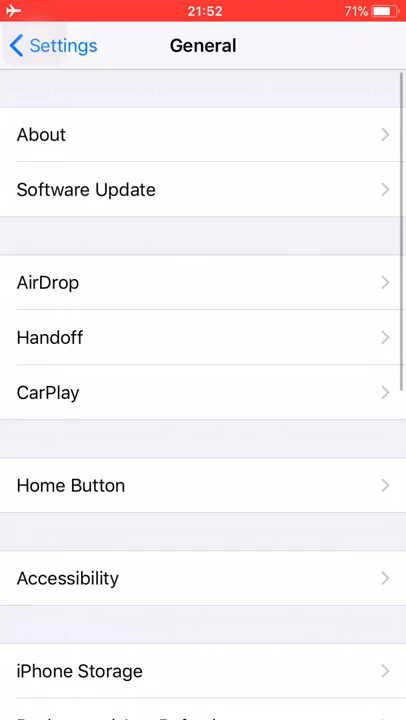 21:52
71%
Settings
General
About
Software Update
AirDrop
Handoff
CarPlay
Home Button
Accessibility
iPhone Storage